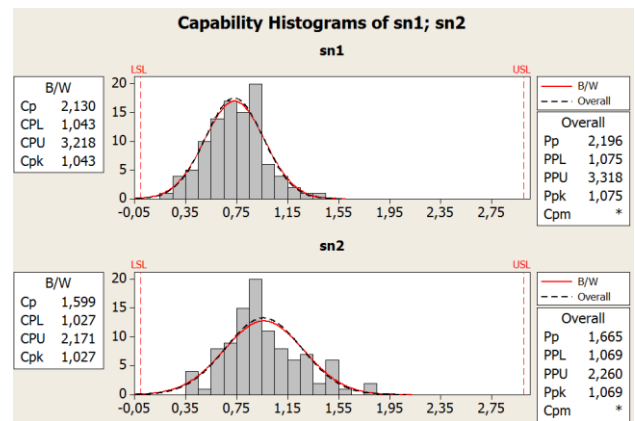 Capability Histograms of sn1; sn2
sn1
LSL USL
B/W
Cp 2,130
CPL 1,043
CPU 3,218
Cpk 1,043
20
15
10
5
0
-0,05 0,35 0,75 1,15 1,55 1,95 2,35 2,75
B/W
Overall
Overall
Pp 2,196
PPL 1,075
PPU 3,318
Ppk 1,075
Cpm *
sn2
LSL USL
B/W
Cp 1,599
CPL 1,027
CPU 2,171
Cpk 1,027
20
15
10
5
0
-0,05 0,35 0,75 1,15 1,55 1,95 2,35 2,75
B/W
Overall
Overall
Pp 1,665
PPL 1,069
PPU 2,260
Ppk 1,069
Cpm *